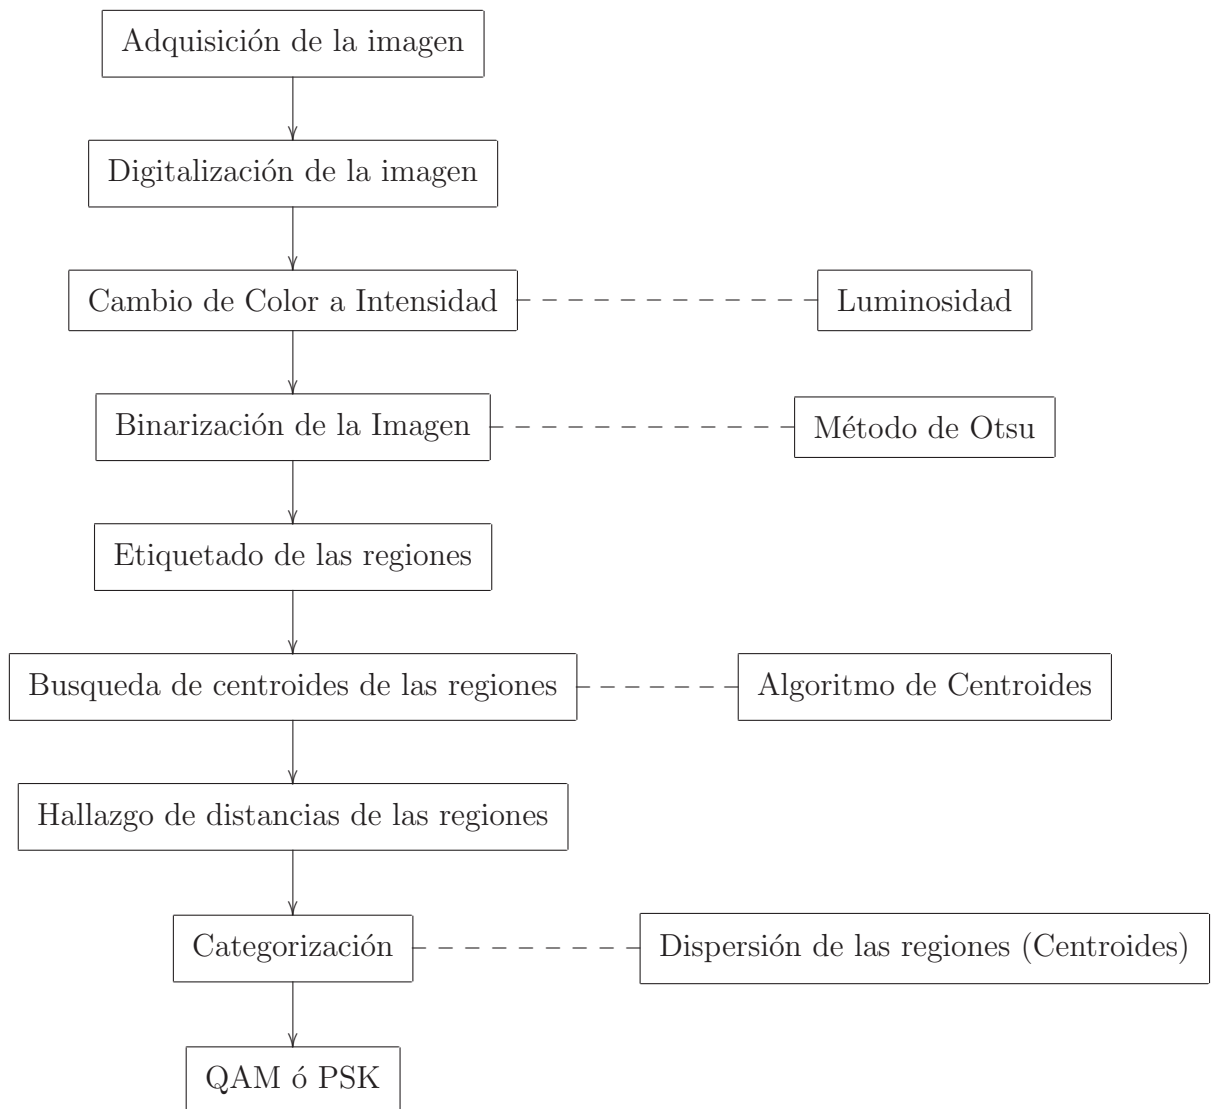 Adquisición de la imagen
Digitalización de la imagen
Cambio de Color a Intensidad
Luminosidad
Binarización de la Imagen
Método de Otsu
Etiquetado de las regiones
Busqueda de centroides de las regiones
Algoritmo de Centroides
Hallazgo de distancias de las regiones
Categorización
Dispersión de las regiones (Centroides)
QAM ó PSK